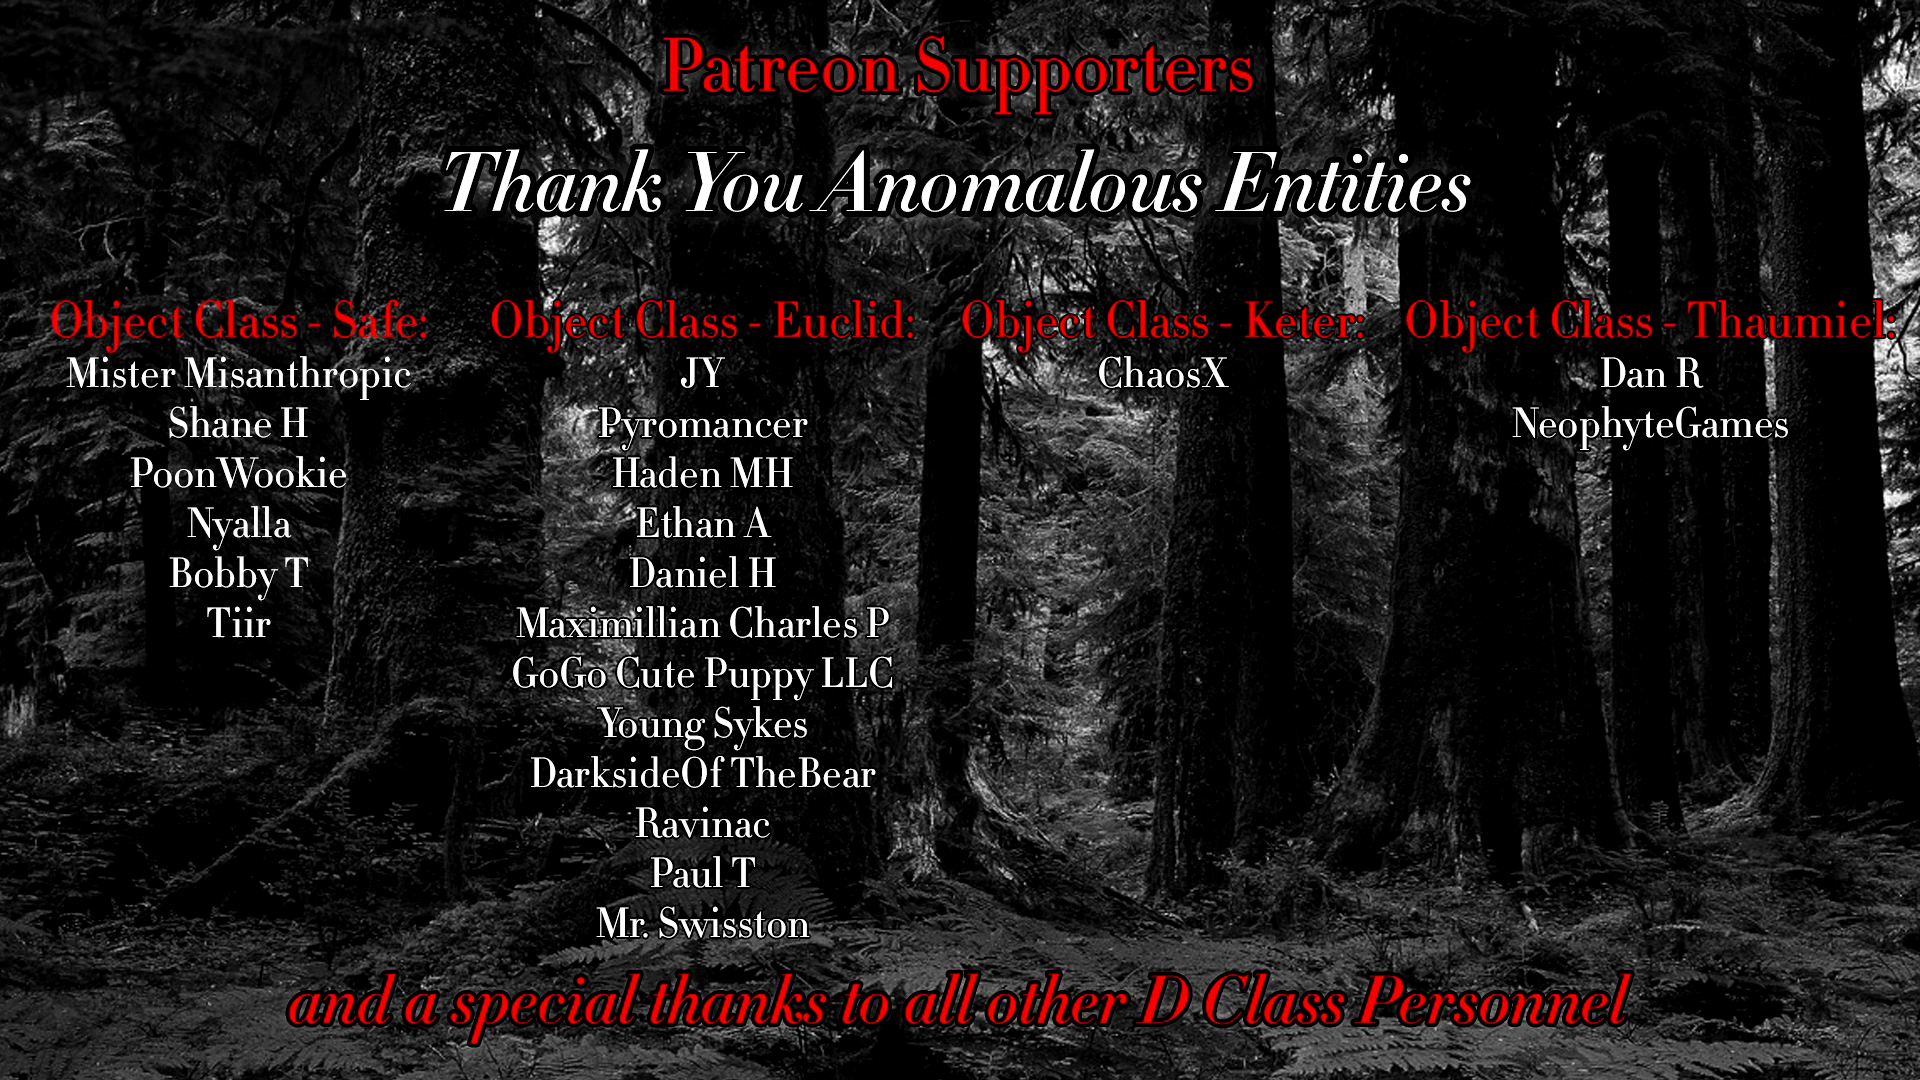 Patreon Supporters
Thank You Anomalous Entities
Object Class - Safe:
Mister Misanthropic
Shane H
PoonWookie
Nyalla
Bobby T
Tiir
Object Class - Euclid:
JY
Pyromancer
Haden MH
Ethan A
Daniel H
Maximillian Charles P
GoGo Cute Puppy LLC
Young Sykes
DarksideOf TheBear
Ravinac
Paul T
Mr. Swisston
Object Class - Keter:
ChaosX
Object Class - Thaumiel:
Dan R
NeophyteGames
and a special thanks to all other D Class Personnel